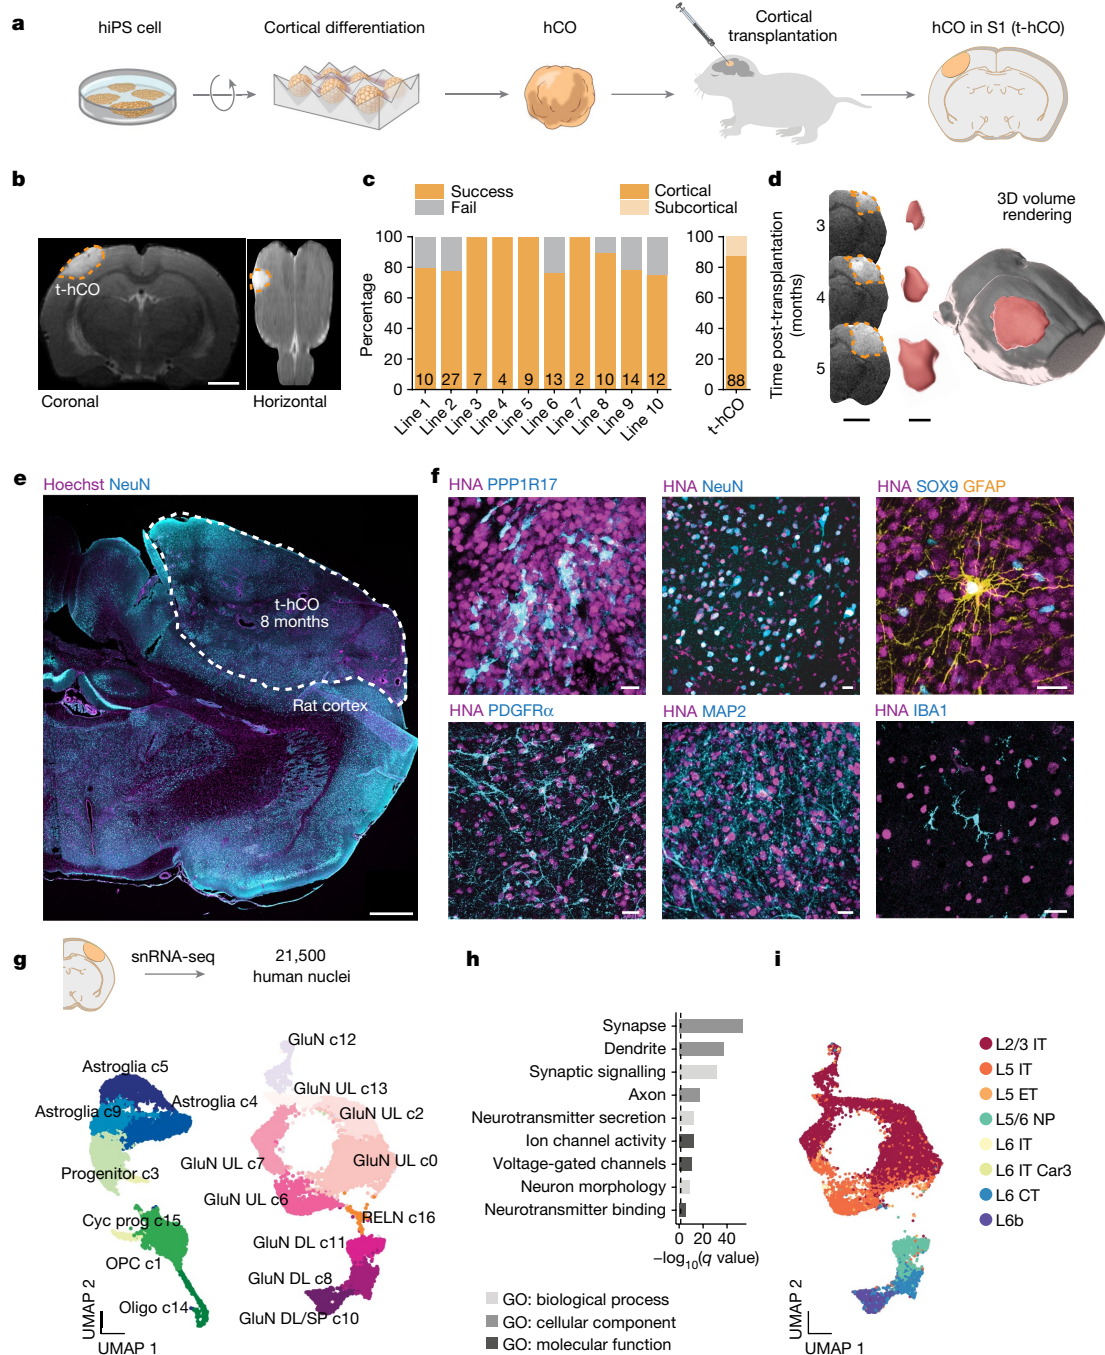 a
hiPS cell
Cortical differentiation
hCO
Cortical
transplantation
hCO in S1 (t-hCO)
b
t-hCO
Coronal
Horizontal
c
Success
Fail
Cortical
Subcortical
Percentage
100
80
60
40
20
0
10
27
7
4
9
13
2
10
14
12
Line 1
Line 2
Line 3
Line 4
Line 5
Line 6
Line 7
Line 8
Line 9
Line 10
100
80
60
40
20
0
88
t-hCO
d
Time post-transplantation
(months)
3
4
5
3D volume
rendering
e
Hoechst NeuN
t-hCO
8 months
Rat cortex
f
HNA PPP1R17
HNA NeuN
HNA SOX9 GFAP
HNA PDGFRα
HNA MAP2
HNA IBA1
g
snRNA-seq
21,500
human nuclei
GluN c12
Astroglia c5
GluN UL c13
Astroglia c9
Astroglia c4
GluN UL c2
GluN UL c7
GluN UL c0
Progenitor c3
GluN UL c6
Cyc prog c15
RELN c16
GluN DL c11
OPC c1
GluN DL c8
Oligo c14
GluN DL/SP c10
UMAP 2
UMAP 1
h
Synapse
Dendrite
Synaptic signalling
Axon
Neurotransmitter secretion
Ion channel activity
Voltage-gated channels
Neuron morphology
Neurotransmitter binding
0
20
40
−log10(q value)
GO: biological process
GO: cellular component
GO: molecular function
i
L2/3 IT
L5 IT
L5 ET
L5/6 NP
L6 IT
L6 IT Car3
L6 CT
L6b
UMAP 2
UMAP 1